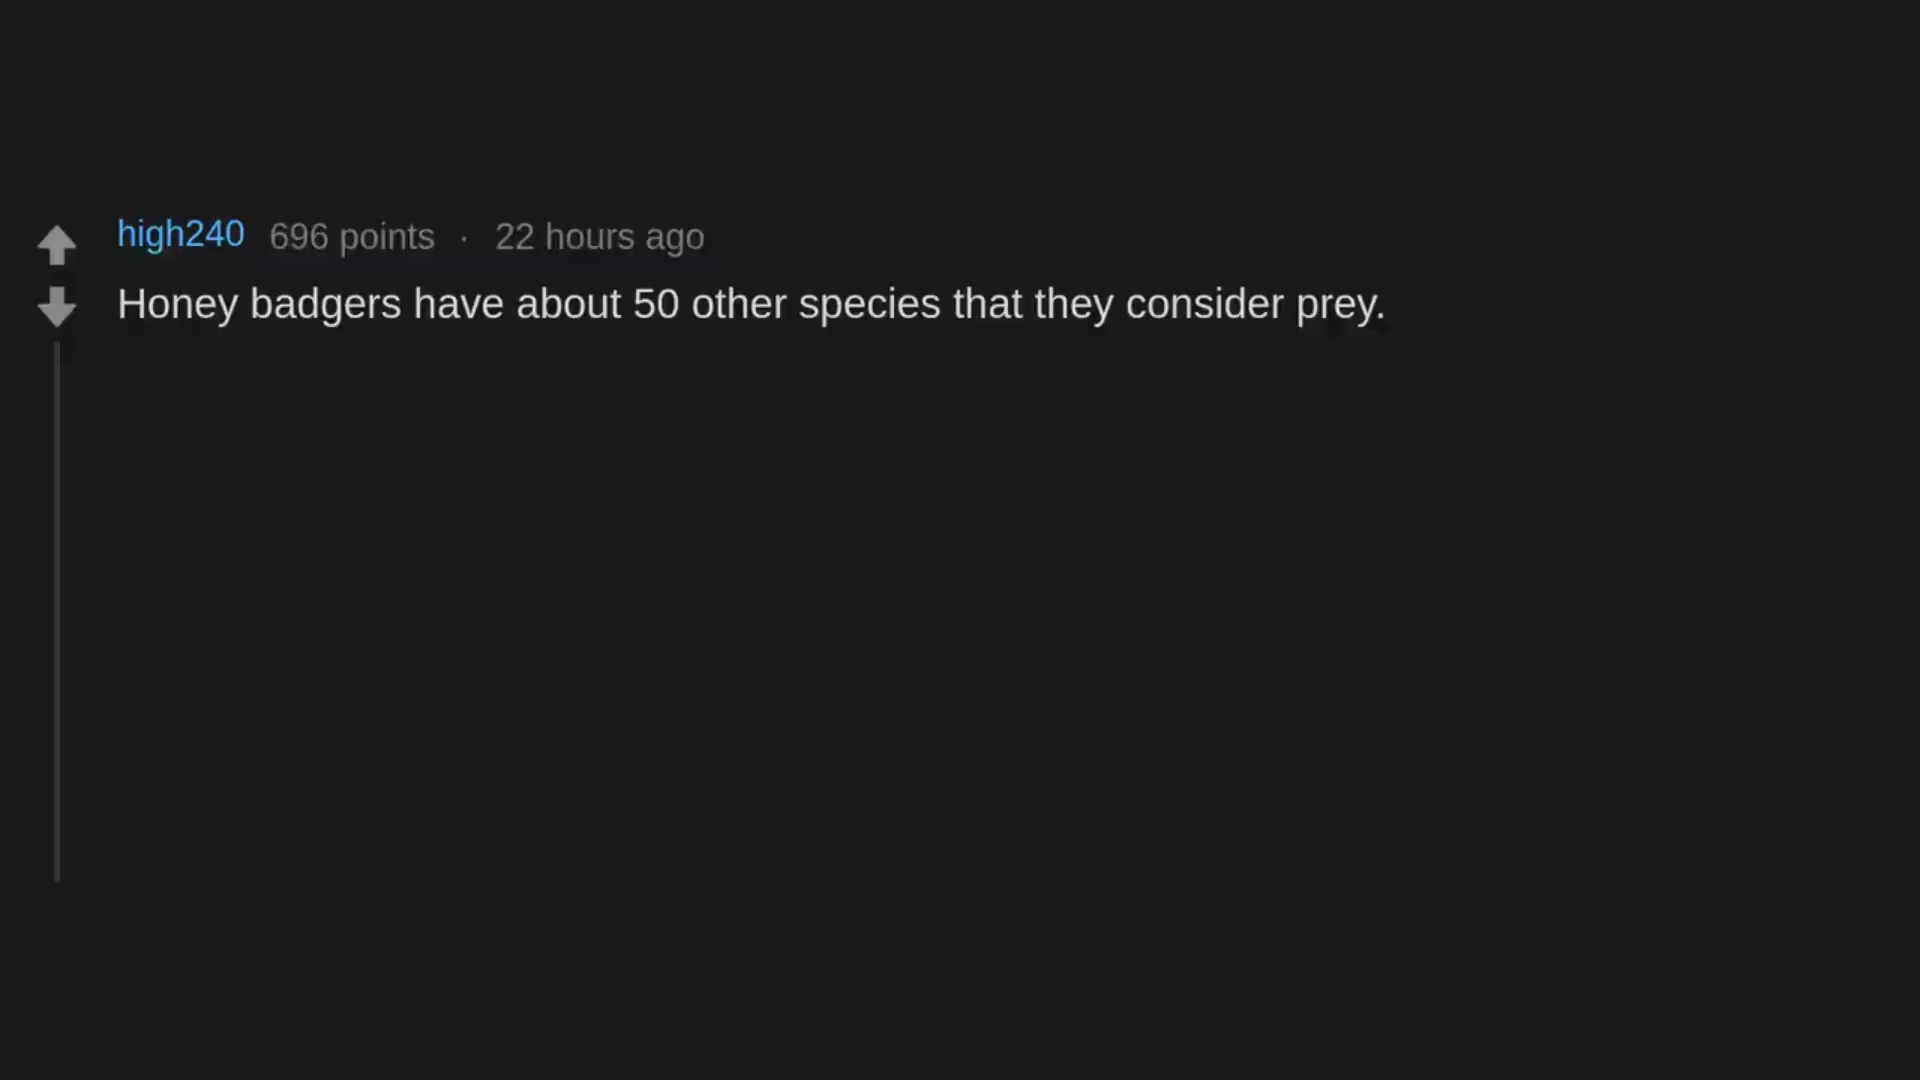 high240 696 points · 22 hours ago
Honey badgers have about 50 other species that they consider prey.